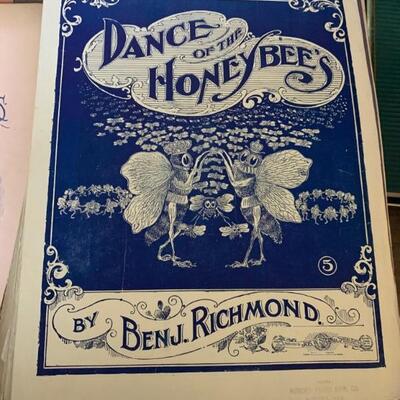 DANCE
OF THE
HONEYBEE'S
5
BY BENJ. RICHMOND.